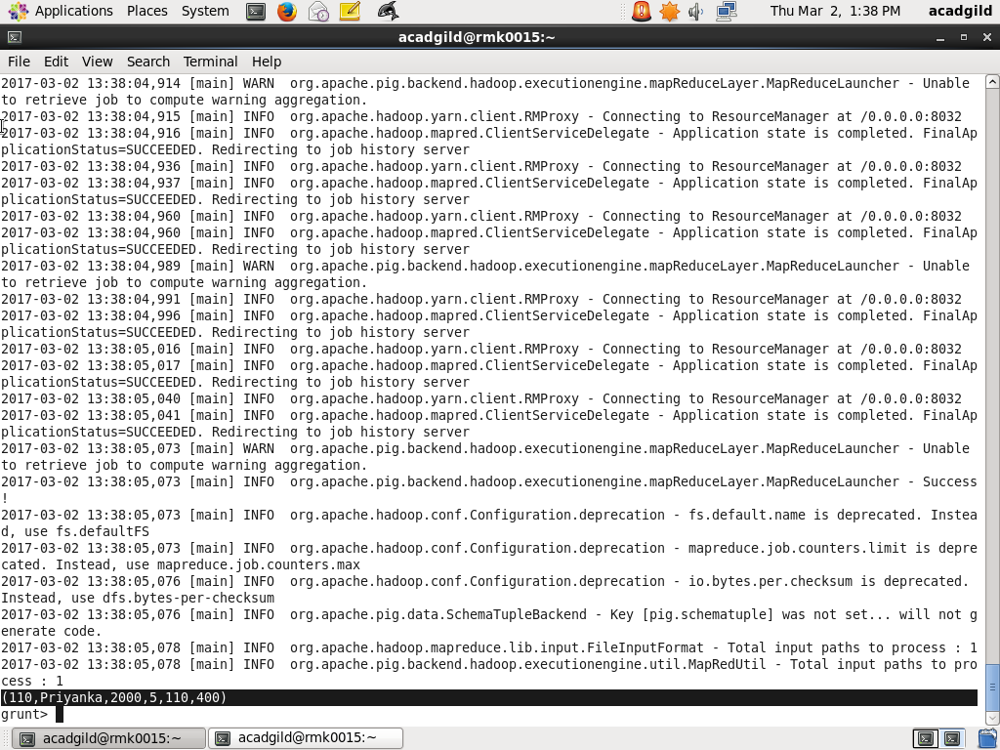 Applications Places System Thu Mar 2, 1:38 PM acadgild
acadgild@rmk0015:~
File Edit View Search Terminal Help
2017-03-02 13:38:04,914 [main] WARN  org.apache.pig.backend.hadoop.executionengine.mapReduceLayer.MapReduceLauncher - Unable
to retrieve job to compute warning aggregation.
2017-03-02 13:38:04,915 [main] INFO  org.apache.hadoop.yarn.client.RMProxy - Connecting to ResourceManager at /0.0.0.0:8032
2017-03-02 13:38:04,916 [main] INFO  org.apache.hadoop.mapred.ClientServiceDelegate - Application state is completed. FinalAp
plicationStatus=SUCCEEDED. Redirecting to job history server
2017-03-02 13:38:04,936 [main] INFO  org.apache.hadoop.yarn.client.RMProxy - Connecting to ResourceManager at /0.0.0.0:8032
2017-03-02 13:38:04,937 [main] INFO  org.apache.hadoop.mapred.ClientServiceDelegate - Application state is completed. FinalAp
plicationStatus=SUCCEEDED. Redirecting to job history server
2017-03-02 13:38:04,960 [main] INFO  org.apache.hadoop.yarn.client.RMProxy - Connecting to ResourceManager at /0.0.0.0:8032
2017-03-02 13:38:04,960 [main] INFO  org.apache.hadoop.mapred.ClientServiceDelegate - Application state is completed. FinalAp
plicationStatus=SUCCEEDED. Redirecting to job history server
2017-03-02 13:38:04,989 [main] WARN  org.apache.pig.backend.hadoop.executionengine.mapReduceLayer.MapReduceLauncher - Unable
to retrieve job to compute warning aggregation.
2017-03-02 13:38:04,991 [main] INFO  org.apache.hadoop.yarn.client.RMProxy - Connecting to ResourceManager at /0.0.0.0:8032
2017-03-02 13:38:04,996 [main] INFO  org.apache.hadoop.mapred.ClientServiceDelegate - Application state is completed. FinalAp
plicationStatus=SUCCEEDED. Redirecting to job history server
2017-03-02 13:38:05,016 [main] INFO  org.apache.hadoop.yarn.client.RMProxy - Connecting to ResourceManager at /0.0.0.0:8032
2017-03-02 13:38:05,017 [main] INFO  org.apache.hadoop.mapred.ClientServiceDelegate - Application state is completed. FinalAp
plicationStatus=SUCCEEDED. Redirecting to job history server
2017-03-02 13:38:05,040 [main] INFO  org.apache.hadoop.yarn.client.RMProxy - Connecting to ResourceManager at /0.0.0.0:8032
2017-03-02 13:38:05,041 [main] INFO  org.apache.hadoop.mapred.ClientServiceDelegate - Application state is completed. FinalAp
plicationStatus=SUCCEEDED. Redirecting to job history server
2017-03-02 13:38:05,073 [main] WARN  org.apache.pig.backend.hadoop.executionengine.mapReduceLayer.MapReduceLauncher - Unable
to retrieve job to compute warning aggregation.
2017-03-02 13:38:05,073 [main] INFO  org.apache.pig.backend.hadoop.executionengine.mapReduceLayer.MapReduceLauncher - Success
!
2017-03-02 13:38:05,073 [main] INFO  org.apache.hadoop.conf.Configuration.deprecation - fs.default.name is deprecated. Instea
d, use fs.defaultFS
2017-03-02 13:38:05,073 [main] INFO  org.apache.hadoop.conf.Configuration.deprecation - mapreduce.job.counters.limit is depre
cated. Instead, use mapreduce.job.counters.max
2017-03-02 13:38:05,076 [main] INFO  org.apache.hadoop.conf.Configuration.deprecation - io.bytes.per.checksum is deprecated.
Instead, use dfs.bytes-per-checksum
2017-03-02 13:38:05,076 [main] INFO  org.apache.pig.data.SchemaTupleBackend - Key [pig.schematuple] was not set... will not g
enerate code.
2017-03-02 13:38:05,078 [main] INFO  org.apache.hadoop.mapreduce.lib.input.FileInputFormat - Total input paths to process : 1
2017-03-02 13:38:05,078 [main] INFO  org.apache.pig.backend.hadoop.executionengine.util.MapRedUtil - Total input paths to pro
cess : 1
(110,Priyanka,2000,5,110,400)
grunt>
acadgild@rmk0015:~ acadgild@rmk0015:~